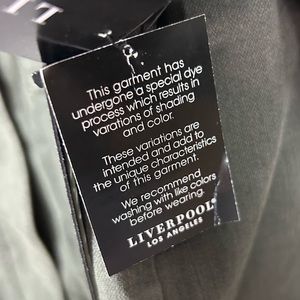 This garment has
undergone a special dye
process which results in
varations of shading
and color.
These variations are
intended and add to
the unique characteristics
of this garment.
We recommend
washing with like colors
before wearing.
LIVERPOOL
LOS ANGELES